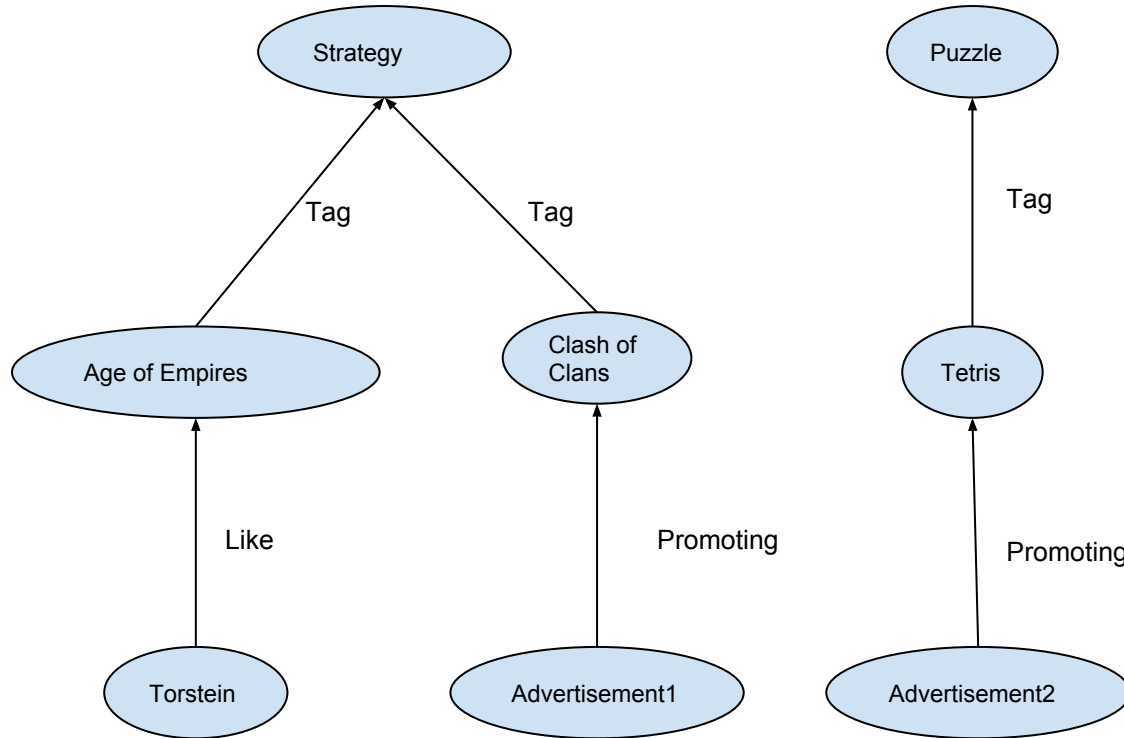 Strategy
Puzzle
Tag
Tag
Tag
Age of Empires
Clash of
Clans
Tetris
Like
Promoting
Promoting
Torstein
Advertisement1
Advertisement2